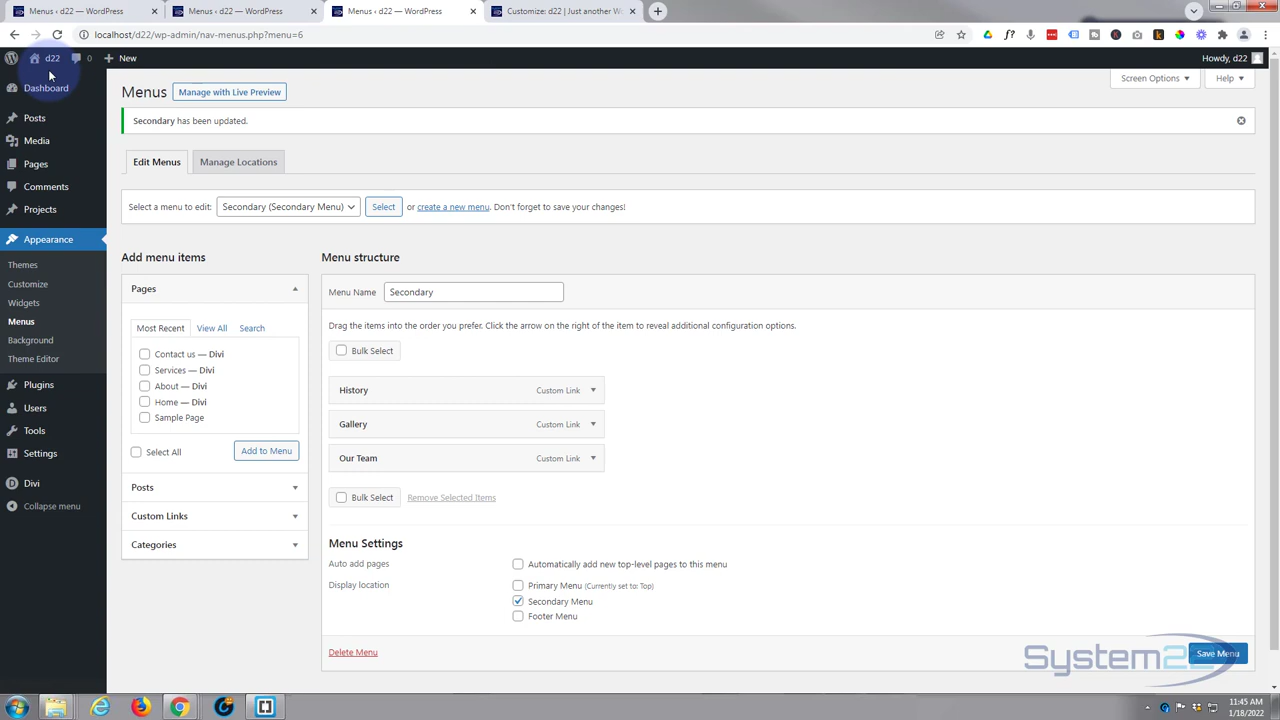 Menus ‹ d22 — WordPress
Menus ‹ d22 — WordPress
Menus ‹ d22 — WordPress
Customize: d22 | Just another W
localhost/d22/wp-admin/nav-menus.php?menu=6
d22
0
New
Howdy, d22
Dashboard
Posts
Media
Pages
Comments
Projects
Appearance
Themes
Customize
Widgets
Menus
Background
Theme Editor
Plugins
Users
Tools
Settings
Divi
Collapse menu
Menus
Manage with Live Preview
Screen Options
Help
Secondary has been updated.
Edit Menus
Manage Locations
Select a menu to edit: Secondary (Secondary Menu) Select or create a new menu. Don't forget to save your changes!
Add menu items
Pages
Most Recent View All Search
Contact us — Divi
Services — Divi
About — Divi
Home — Divi
Sample Page
Select All
Add to Menu
Posts
Custom Links
Categories
Menu structure
Menu Name Secondary
Drag the items into the order you prefer. Click the arrow on the right of the item to reveal additional configuration options.
Bulk Select
History Custom Link
Gallery Custom Link
Our Team Custom Link
Bulk Select Remove Selected Items
Menu Settings
Auto add pages Automatically add new top-level pages to this menu
Display location Primary Menu (Currently set to: Top)
Secondary Menu
Footer Menu
Delete Menu
Save Menu
System22
11:45 AM
1/18/2022